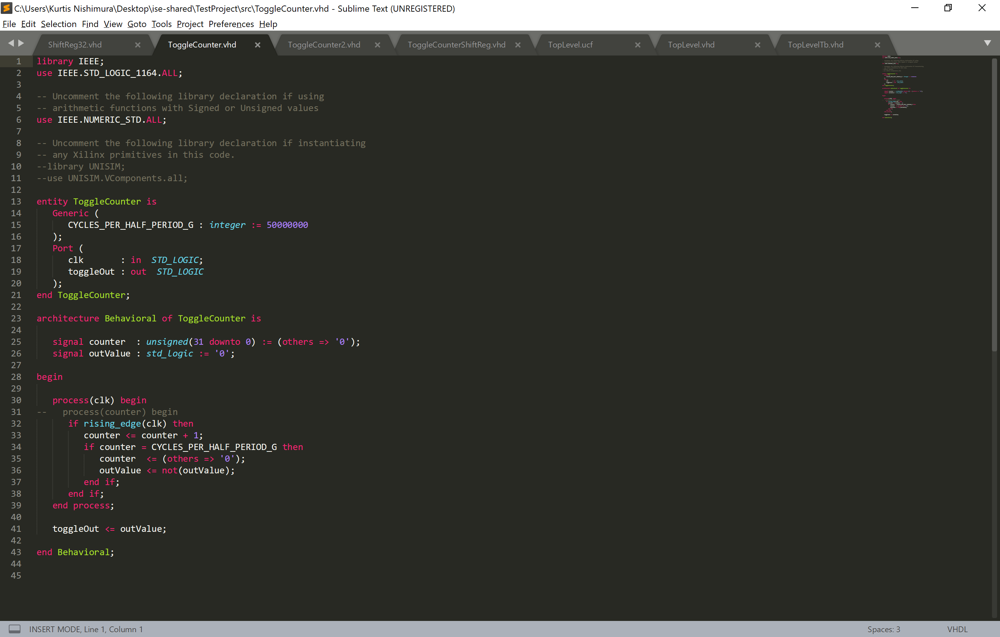 C:\Users\Kurtis Nishimura\Desktop\ise-shared\TestProject\src\ToggleCounter.vhd - Sublime Text (UNREGISTERED)
File Edit Selection Find View Goto Tools Project Preferences Help
ShiftReg32.vhd ToggleCounter.vhd ToggleCounter2.vhd ToggleCounterShiftReg.vhd TopLevel.ucf TopLevel.vhd TopLevelTb.vhd
1 library IEEE;
2 use IEEE.STD_LOGIC_1164.ALL;
3
4 -- Uncomment the following library declaration if using
5 -- arithmetic functions with Signed or Unsigned values
6 use IEEE.NUMERIC_STD.ALL;
7
8 -- Uncomment the following library declaration if instantiating
9 -- any Xilinx primitives in this code.
10 --library UNISIM;
11 --use UNISIM.VComponents.all;
12
13 entity ToggleCounter is
14    Generic (
15       CYCLES_PER_HALF_PERIOD_G : integer := 50000000
16    );
17    Port (
18       clk       : in  STD_LOGIC;
19       toggleOut : out  STD_LOGIC
20    );
21 end ToggleCounter;
22
23 architecture Behavioral of ToggleCounter is
24
25    signal counter  : unsigned(31 downto 0) := (others => '0');
26    signal outValue : std_logic := '0';
27
28 begin
29
30    process(clk) begin
31 --   process(counter) begin
32       if rising_edge(clk) then
33          counter <= counter + 1;
34          if counter = CYCLES_PER_HALF_PERIOD_G then
35             counter  <= (others => '0');
36             outValue <= not(outValue);
37          end if;
38       end if;
39    end process;
40
41    toggleOut <= outValue;
42
43 end Behavioral;
44
45
INSERT MODE, Line 1, Column 1 Spaces: 3 VHDL